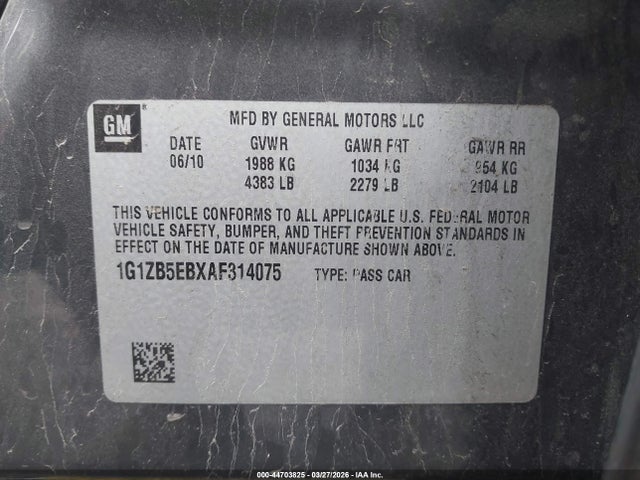 GM
MFD BY GENERAL MOTORS LLC
DATE GVWR GAWR FRT GAWR RR
06/10 1988 KG 1034 KG 954 KG
4383 LB 2279 LB 2104 LB
THIS VEHICLE CONFORMS TO ALL APPLICABLE U.S. FEDERAL MOTOR
VEHICLE SAFETY, BUMPER, AND THEFT PREVENTION STANDARDS IN
EFFECT ON THE DATE OF MANUFACTURE SHOWN ABOVE.
1G1ZB5EBXAF314075 TYPE: PASS CAR
000-44703825 - 03/27/2026 - IAA Inc.